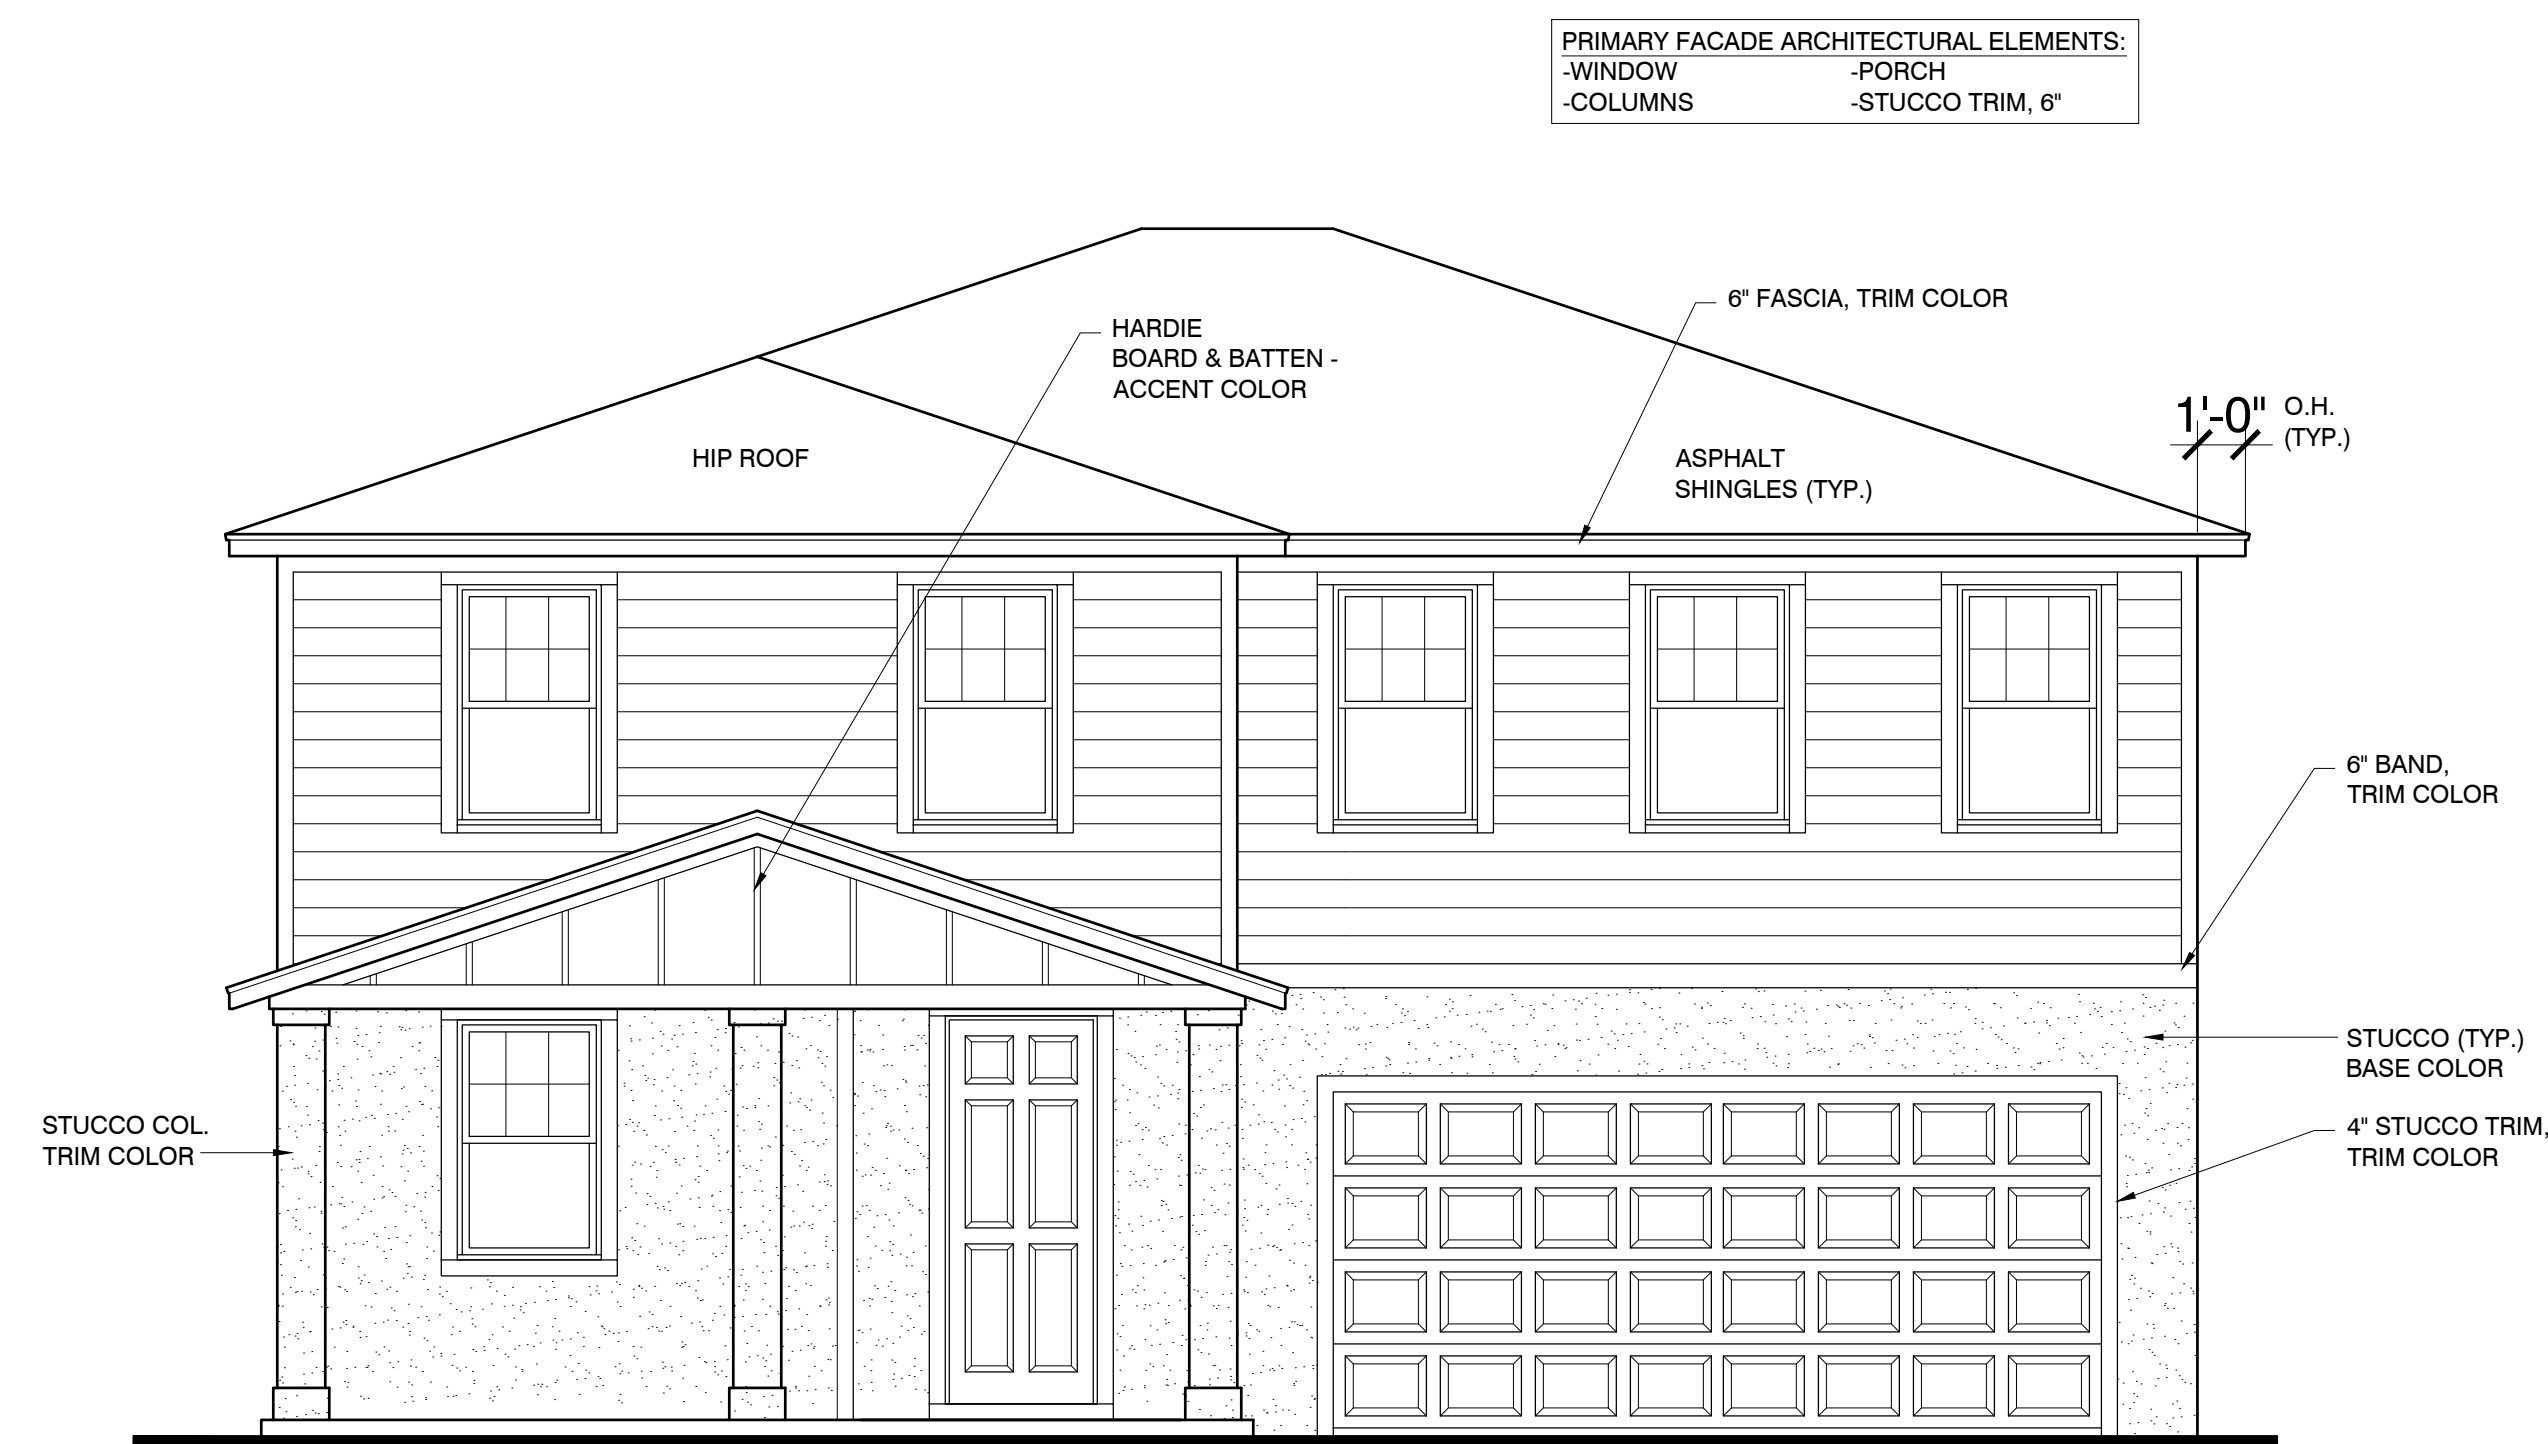 PRIMARY FACADE ARCHITECTURAL ELEMENTS:
-WINDOW -PORCH
-COLUMNS -STUCCO TRIM, 6"
6" FASCIA, TRIM COLOR
HARDIE
BOARD & BATTEN -
ACCENT COLOR
1'-0" O.H.
(TYP.)
HIP ROOF
ASPHALT
SHINGLES (TYP.)
6" BAND,
TRIM COLOR
STUCCO (TYP.)
BASE COLOR
STUCCO COL.
TRIM COLOR
4" STUCCO TRIM,
TRIM COLOR